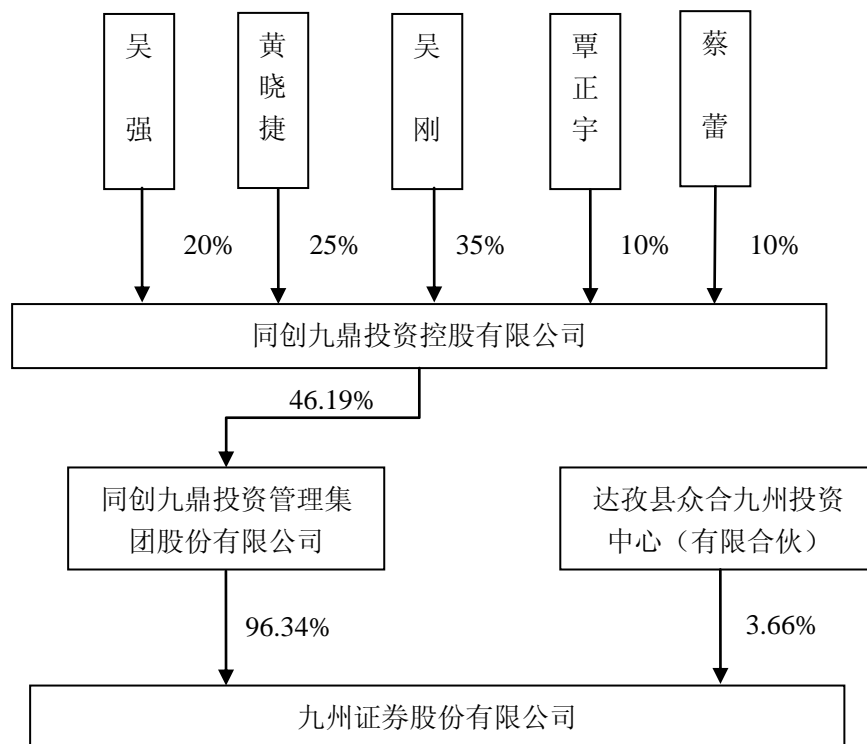 吴强
黄晓捷
吴刚
覃正宇
蔡蕾
20%
25%
35%
10%
10%
同创九鼎投资控股有限公司
46.19%
同创九鼎投资管理集
团股份有限公司
达孜县众合九州投资
中心（有限合伙）
96.34%
3.66%
九州证券股份有限公司